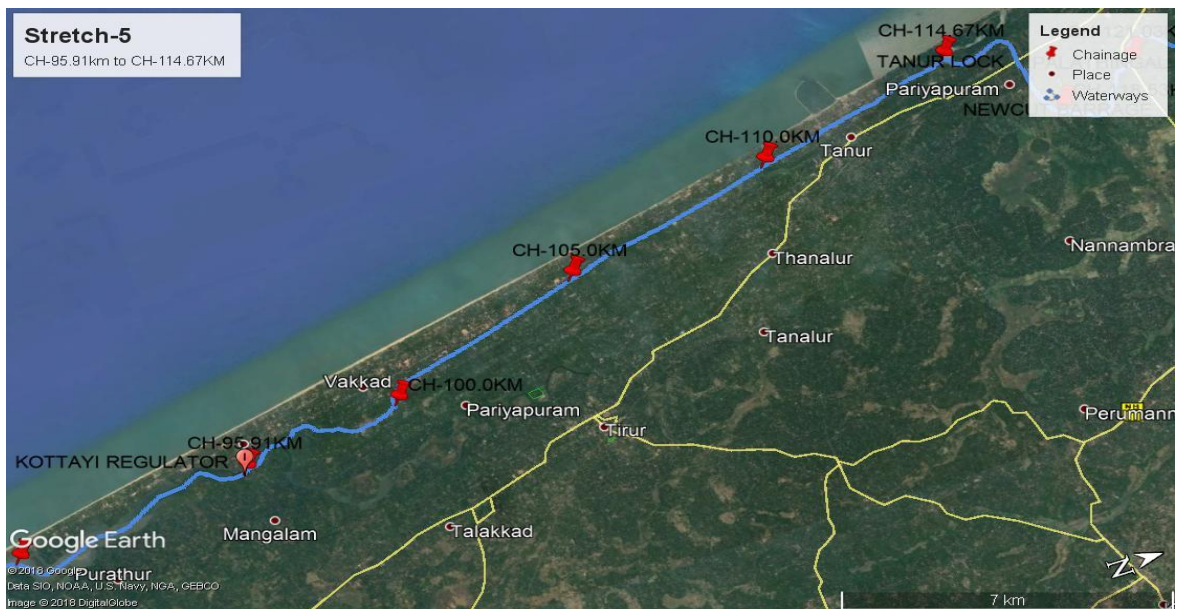 Stretch-5
CH-95.91km to CH-114.67KM
Legend
Chainage
Place
Waterways
CH-114.67KM
TANUR LOCK
Pariyapuram
CH-110.0KM
Tanur
CH-105.0KM
Nannambra
Thanalur
Tanalur
Vakkad
CH-100.0KM
Pariyapuram
Perumann
Tirur
CH-95.91KM
KOTTAYI REGULATOR
Mangalam
Talakkad
Google Earth
Purathur
© 2018 Google
Data SIO, NOAA, U.S. Navy, NGA, GEBCO
Image © 2018 DigitalGlobe
N
7 km